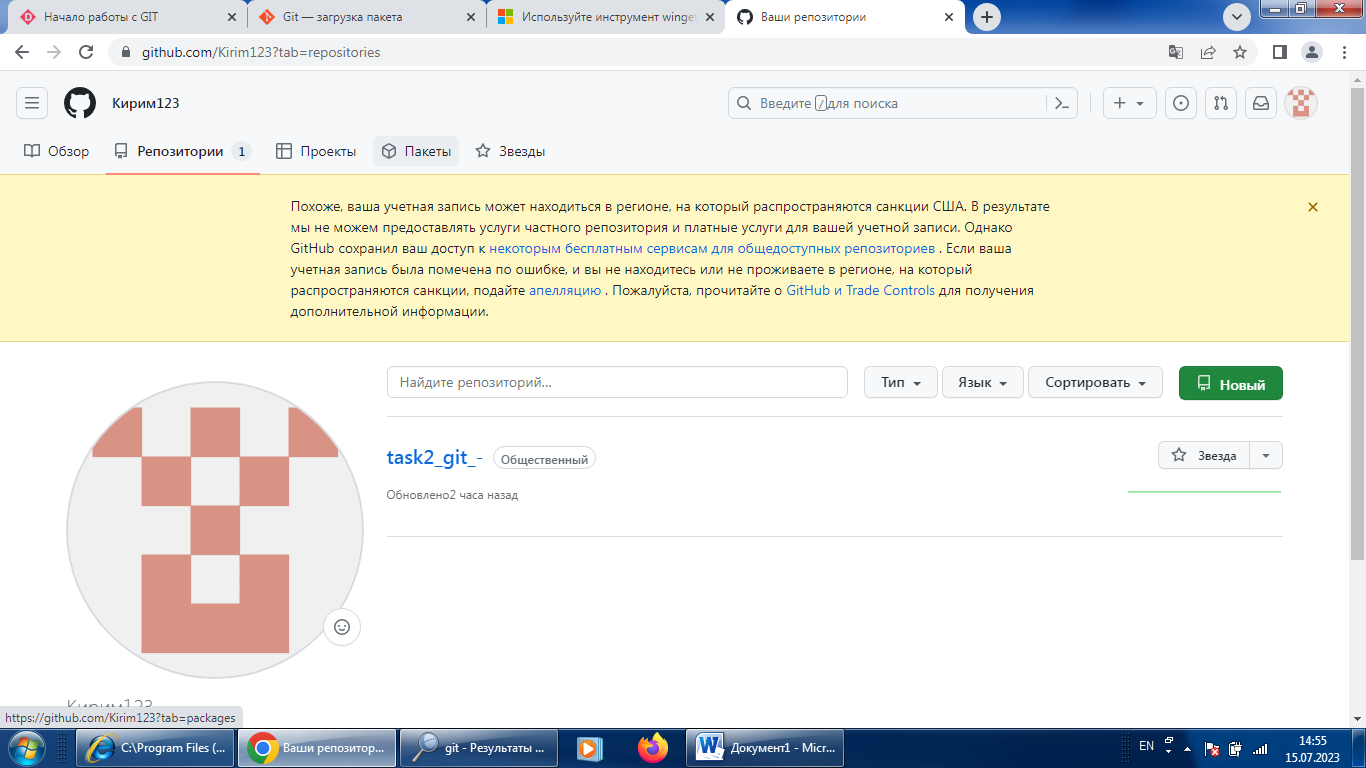 Начало работы с GIT
Git — загрузка пакета
Используйте инструмент winge
Ваши репозитории
github.com/Kirim123?tab=repositories
Кирим123
Введите / для поиска
Обзор
Репозитории 1
Проекты
Пакеты
Звезды
Похоже, ваша учетная запись может находиться в регионе, на который распространяются санкции США. В результате
мы не можем предоставлять услуги частного репозитория и платные услуги для вашей учетной записи. Однако
GitHub сохранил ваш доступ к некоторым бесплатным сервисам для общедоступных репозиториев . Если ваша
учетная запись была помечена по ошибке, и вы не находитесь или не проживаете в регионе, на который
распространяются санкции, подайте апелляцию . Пожалуйста, прочитайте о GitHub и Trade Controls для получения
дополнительной информации.
Найдите репозиторий...
Тип
Язык
Сортировать
Новый
task2_git_-
Общественный
Звезда
Обновлено2 часа назад
Кирим123
https://github.com/Kirim123?tab=packages
C:\Program Files (...
Ваши репозитор...
git - Результаты ...
Документ1 - Micr...
EN
14:55
15.07.2023